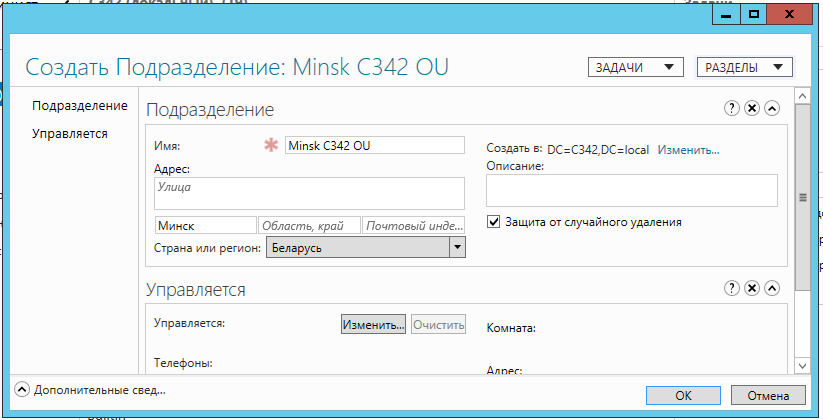 Создать Подразделение: Minsk C342 OU
ЗАДАЧИ
РАЗДЕЛЫ
Подразделение
Управляется
Подразделение
Имя:
Minsk C342 OU
Создать в: DC=C342,DC=local Изменить...
Адрес:
Описание:
Улица
Минск
Область, край
Почтовый инде...
Защита от случайного удаления
Страна или регион: Беларусь
Управляется
Управляется:
Изменить...
Очистить
Комната:
Телефоны:
Адрес:
Дополнительные свед...
OK
Отмена